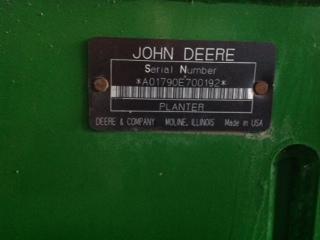 JOHN DEERE
Serial Number
*A01790E700192*
PLANTER
DEERE & COMPANY MOLINE, ILLINOIS Made in USA